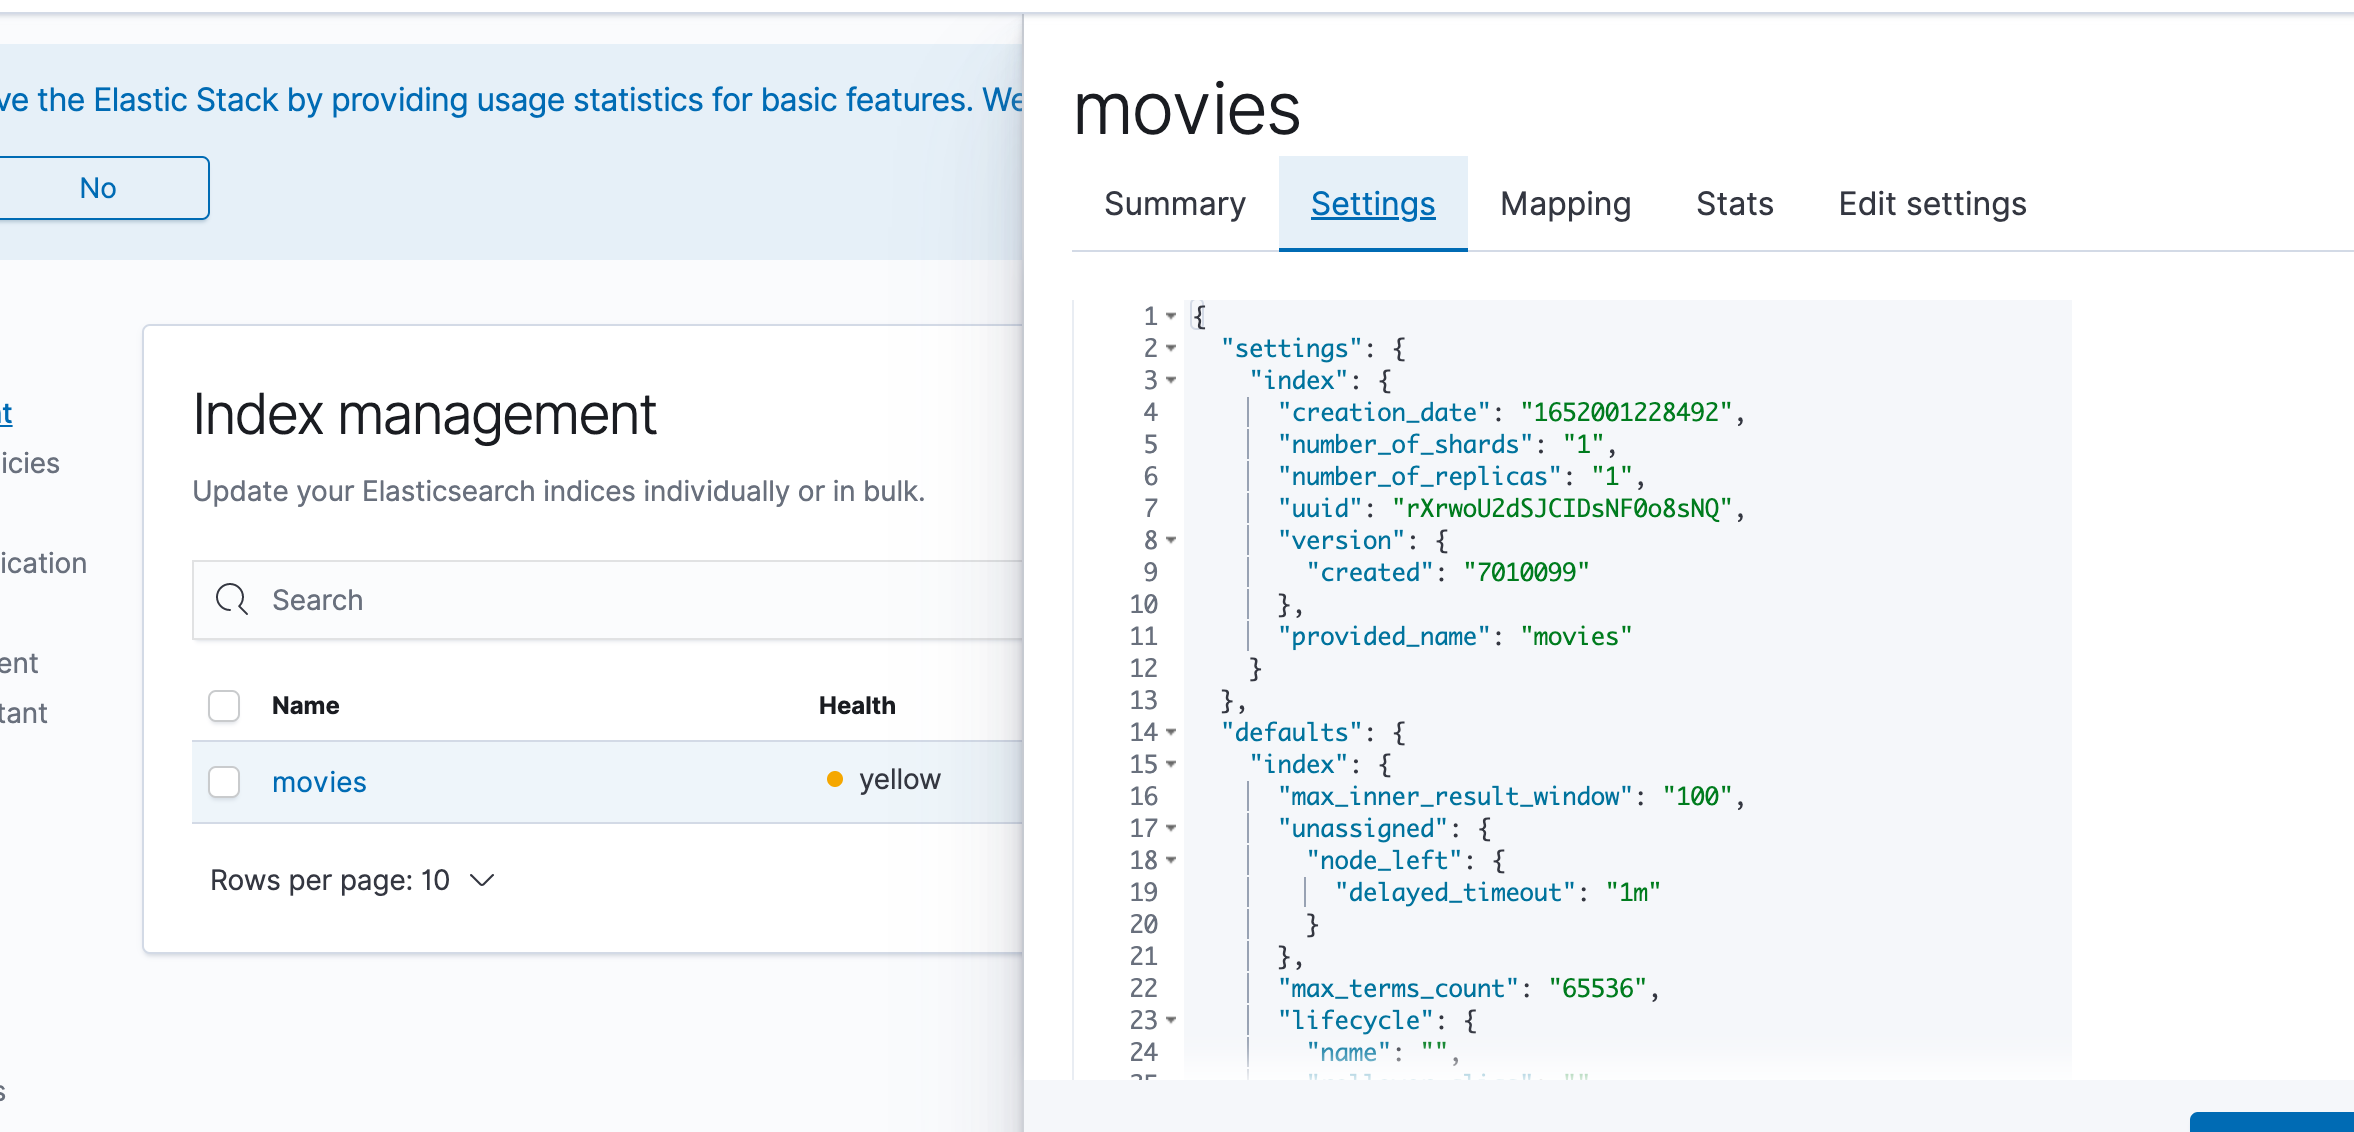 ve the Elastic Stack by providing usage statistics for basic features. We
No
t
icies
ication
ent
tant
s
Index management
Update your Elasticsearch indices individually or in bulk.
Search
Name Health
movies yellow
Rows per page: 10
movies
Summary Settings Mapping Stats Edit settings
1 {
2 "settings": {
3 "index": {
4 "creation_date": "1652001228492",
5 "number_of_shards": "1",
6 "number_of_replicas": "1",
7 "uuid": "rXrwoU2dSJCIDsNF0o8sNQ",
8 "version": {
9 "created": "7010099"
10 },
11 "provided_name": "movies"
12 }
13 },
14 "defaults": {
15 "index": {
16 "max_inner_result_window": "100",
17 "unassigned": {
18 "node_left": {
19 "delayed_timeout": "1m"
20 }
21 },
22 "max_terms_count": "65536",
23 "lifecycle": {
24 "name": "",